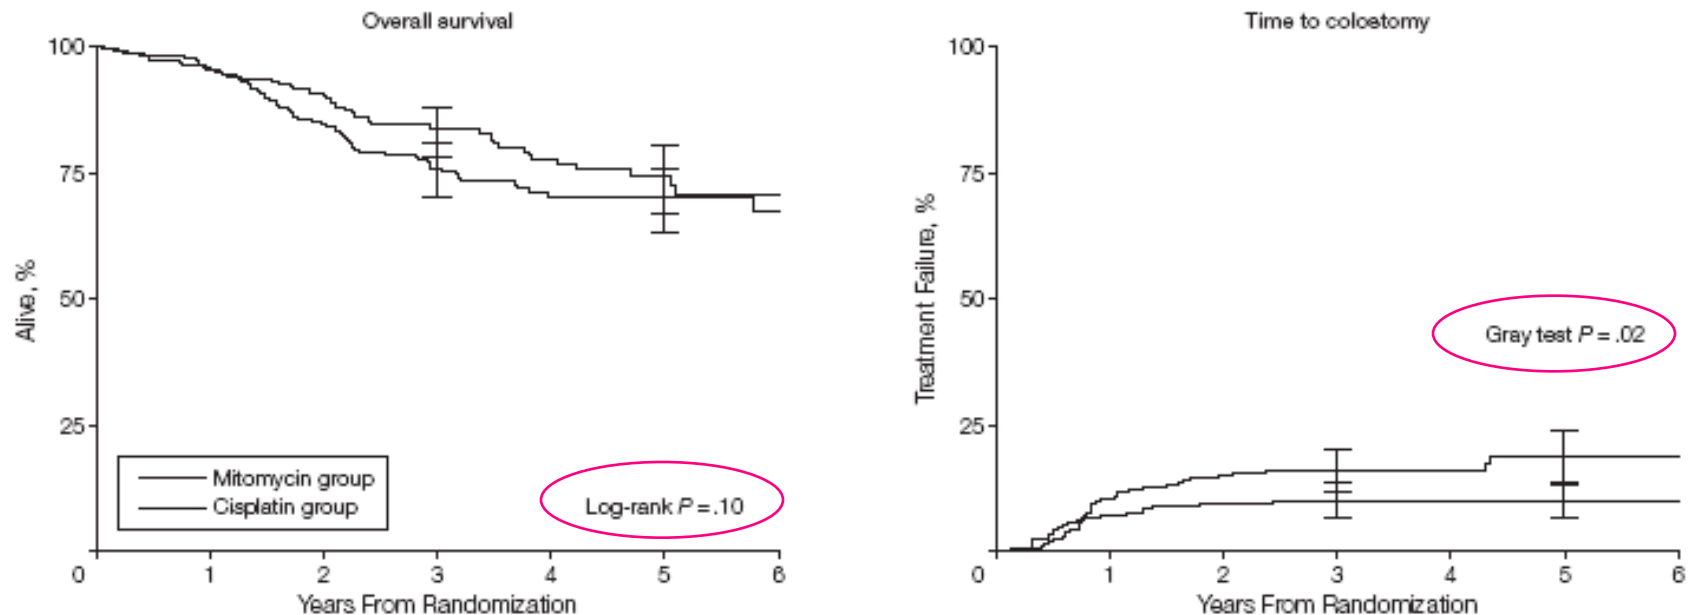 Overall survival
100
75
50
25
0
1
2
3
4
5
6
Alive, %
Years From Randomization
Mitomycin group
Cisplatin group
Log-rank P = .10
Time to colostomy
100
75
50
25
0
1
2
3
4
5
6
Treatment Failure, %
Years From Randomization
Gray test P = .02